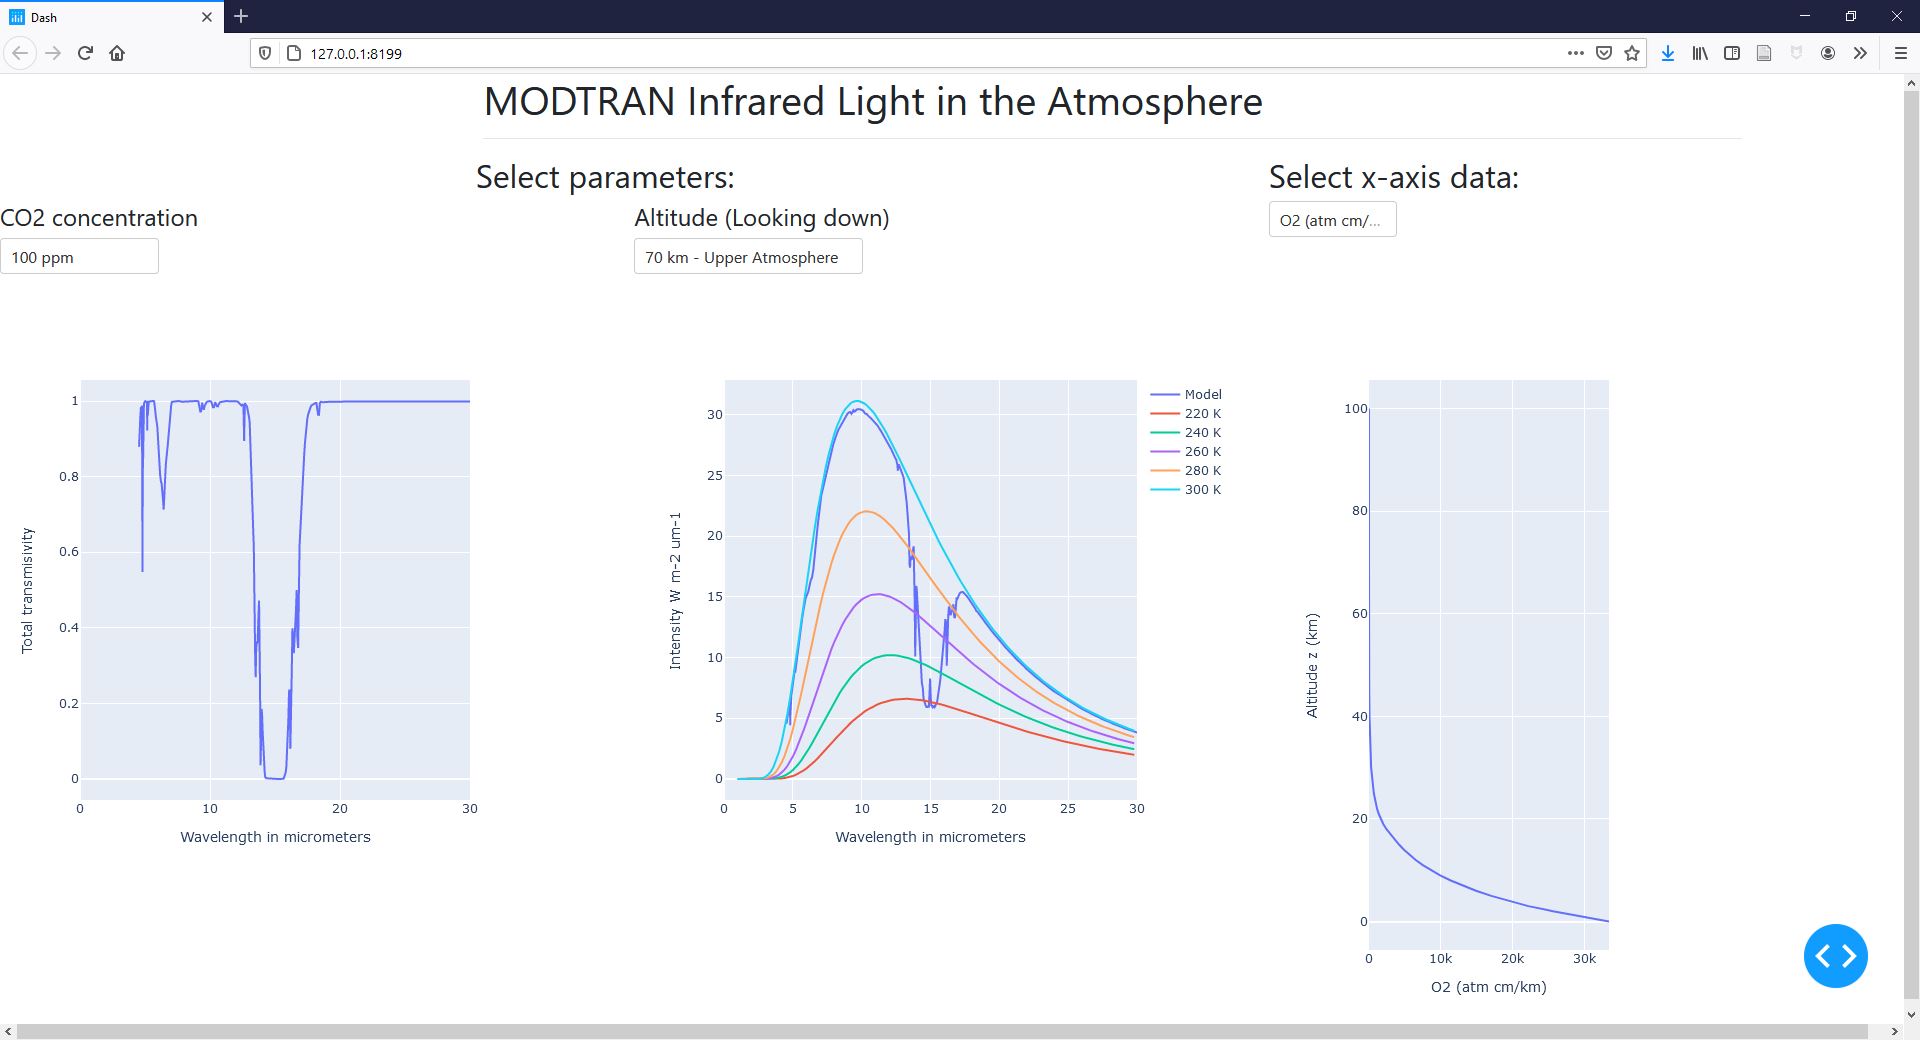 Dash
127.0.0.1:8199
MODTRAN Infrared Light in the Atmosphere
Select parameters:
Select x-axis data:
CO2 concentration
Altitude (Looking down)
O2 (atm cm/...
100 ppm
70 km - Upper Atmosphere
1
0.8
0.6
0.4
0.2
0
Total transmisivity
0 10 20 30
Wavelength in micrometers
30
25
20
15
10
5
0
Intensity W m-2 um-1
0 5 10 15 20 25 30
Wavelength in micrometers
Model
220 K
240 K
260 K
280 K
300 K
100
80
60
40
20
0
Altitude z (km)
0 10k 20k 30k
O2 (atm cm/km)